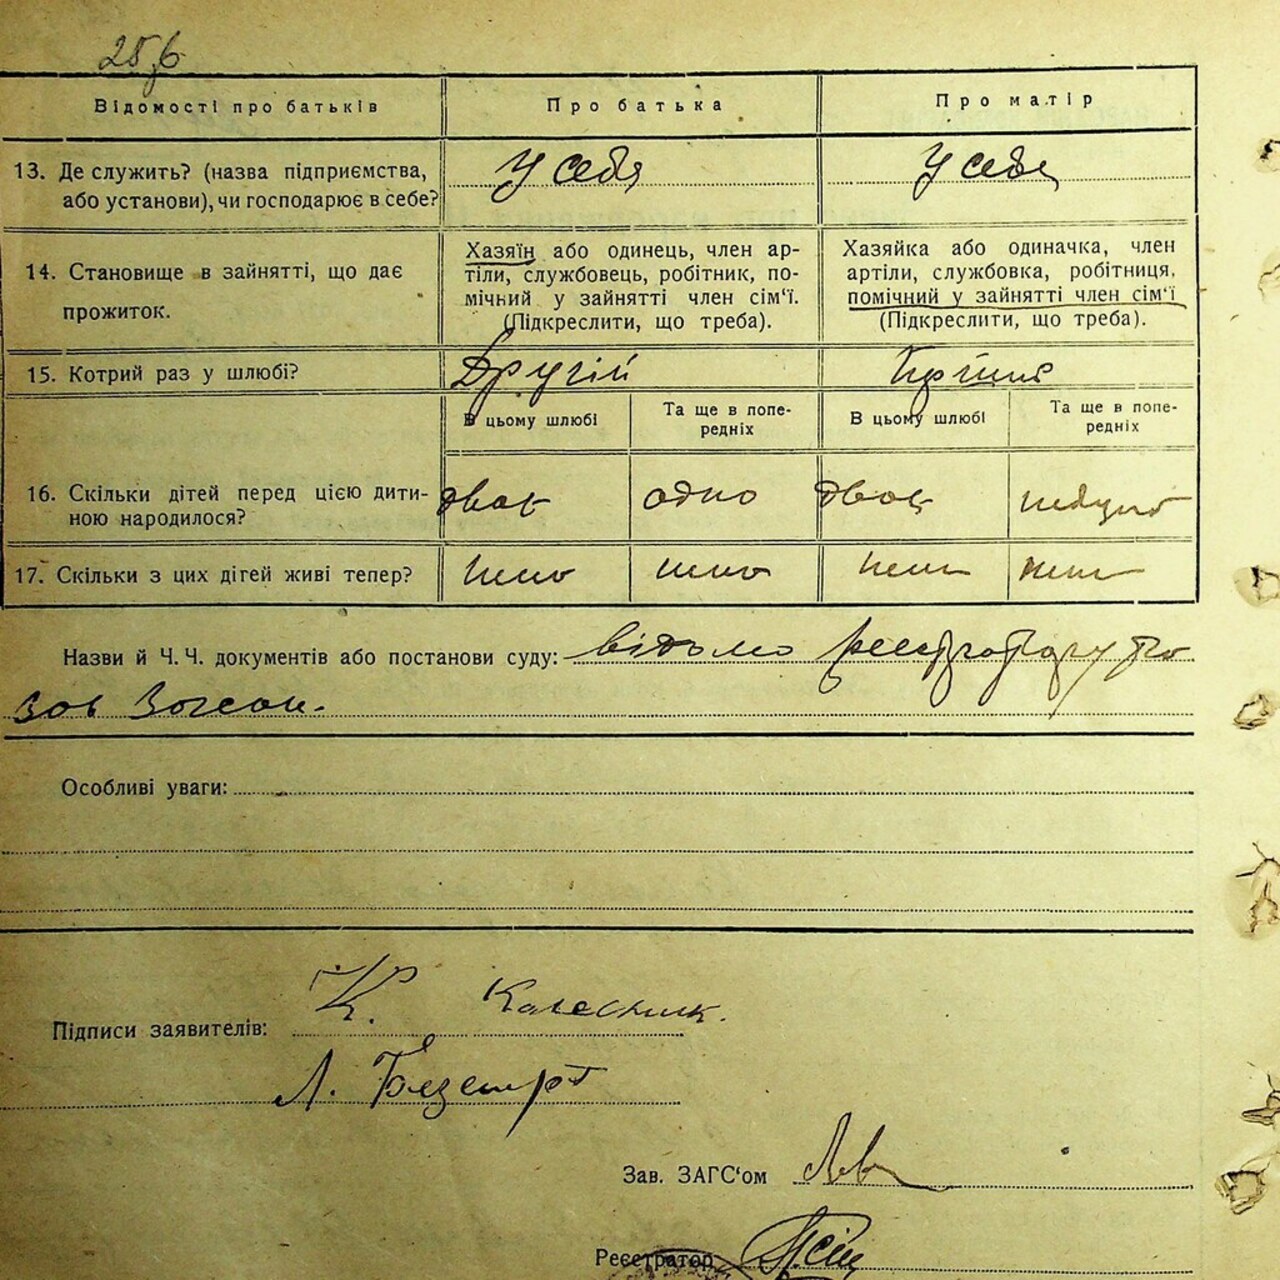 Відомості про батьків
Про батька
Про матір
13. Де служить? (назва підприємства,
або установи), чи господарює в себе?
У себя
У себе
14. Становище в зайнятті, що дає
прожиток.
Хазяїн або одинець, член ар-
тіли, службовець, робітник, по-
мічний у зайнятті член сім‘ї.
(Підкреслити, що треба).
Хазяйка або одиначка, член
артіли, службовка, робітниця,
помічний у зайнятті член сім‘ї
(Підкреслити, що треба).
15. Котрий раз у шлюбі?
Другий
В цьому шлюбі
Та ще в попе-
редніх
В цьому шлюбі
Та ще в попе-
редніх
16. Скільки дітей перед цією дити-
ною народилося?
двоє
одно
двоє
17. Скільки з цих дітей живі тепер?
Назви й Ч. Ч. документів або постанови суду: відомо реєстратору
Особливі уваги:
Підписи заявителів:
К. Колесник.
Л.
Зав. ЗАГС‘ом
Реєстратор